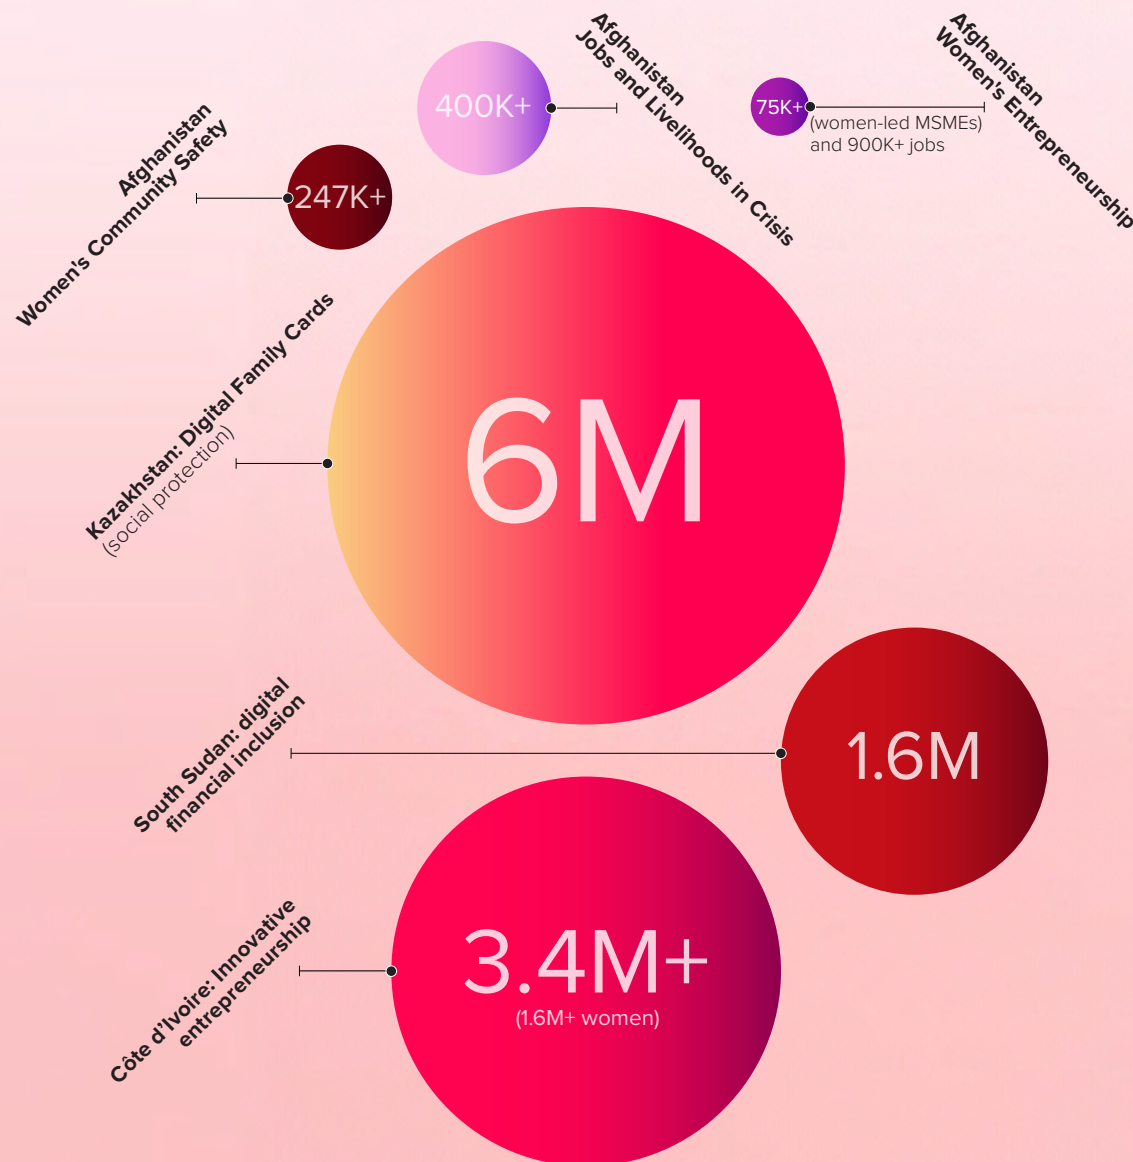 Afghanistan
Women's Community Safety
247K+
400K+
Afghanistan
Jobs and Livelihoods in Crisis
75K+
(women-led MSMEs)
and 900K+ jobs
Afghanistan
Women's Entrepreneurship
Kazakhstan: Digital Family Cards
(social protection)
6M
South Sudan: digital
financial inclusion
1.6M
Côte d’Ivoire: Innovative
entrepreneurship
3.4M+
(1.6M+ women)